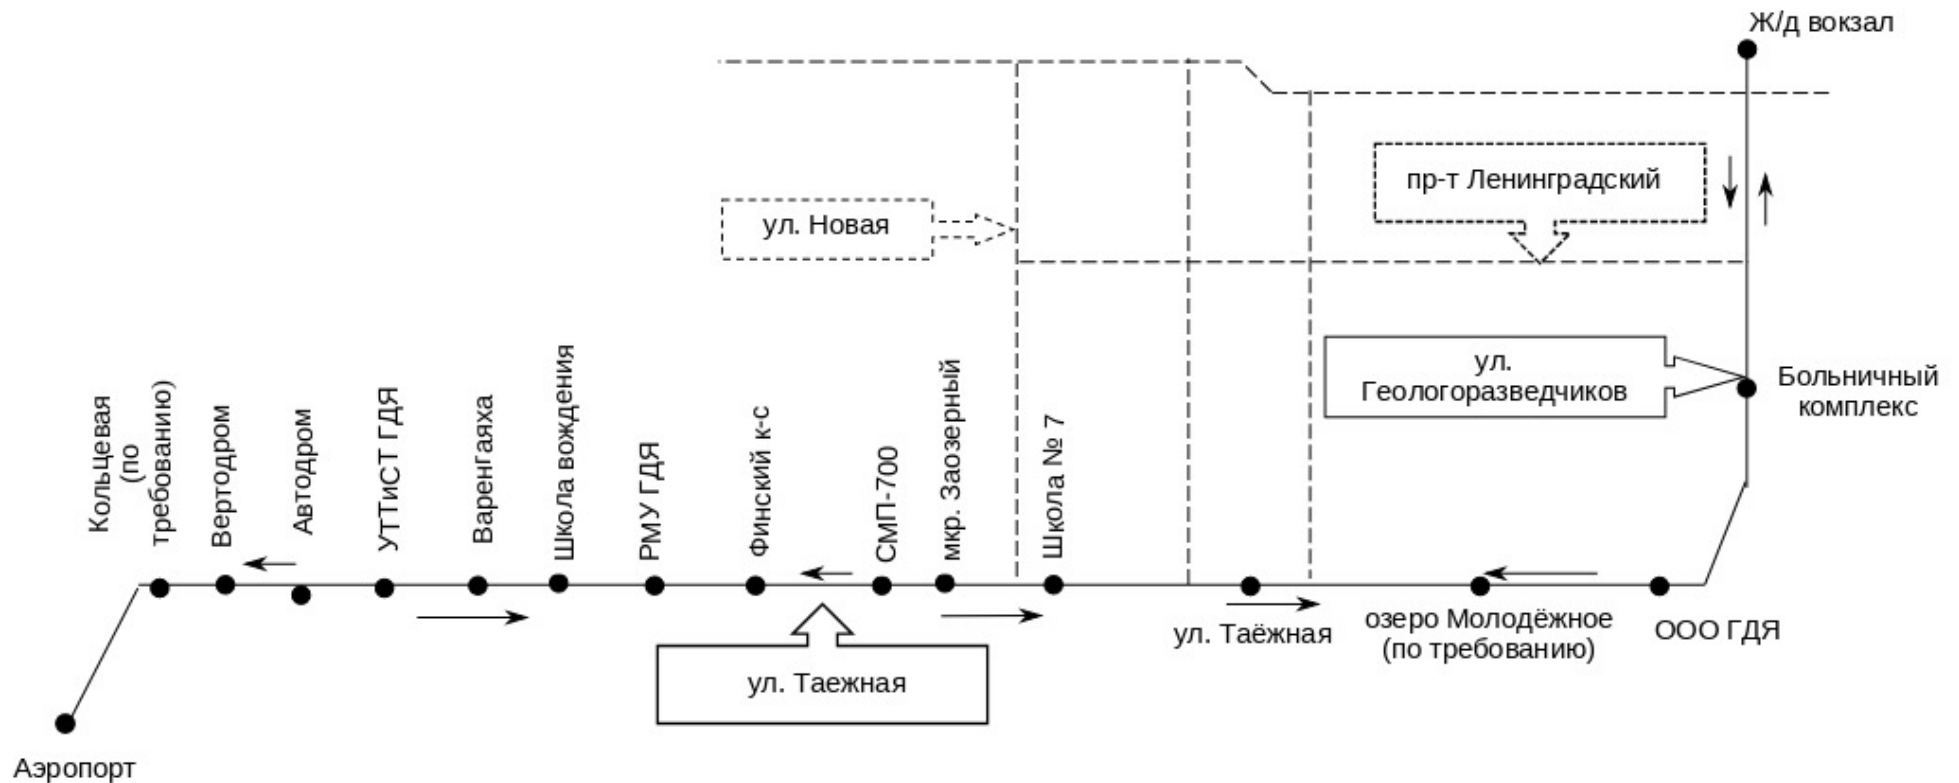 Ж/д вокзал
пр-т Ленинградский
ул. Новая
ул.
Геологоразведчиков
Больничный
комплекс
Кольцевая
(по
требованию)
Вертодром
Автодром
УТТиСТ ГДЯ
Варенгаяха
Школа вождения
РМУ ГДЯ
Финский к-с
СМП-700
мкр. Заозерный
Школа № 7
ул. Таёжная
озеро Молодёжное
(по требованию)
ООО ГДЯ
ул. Таежная
Аэропорт